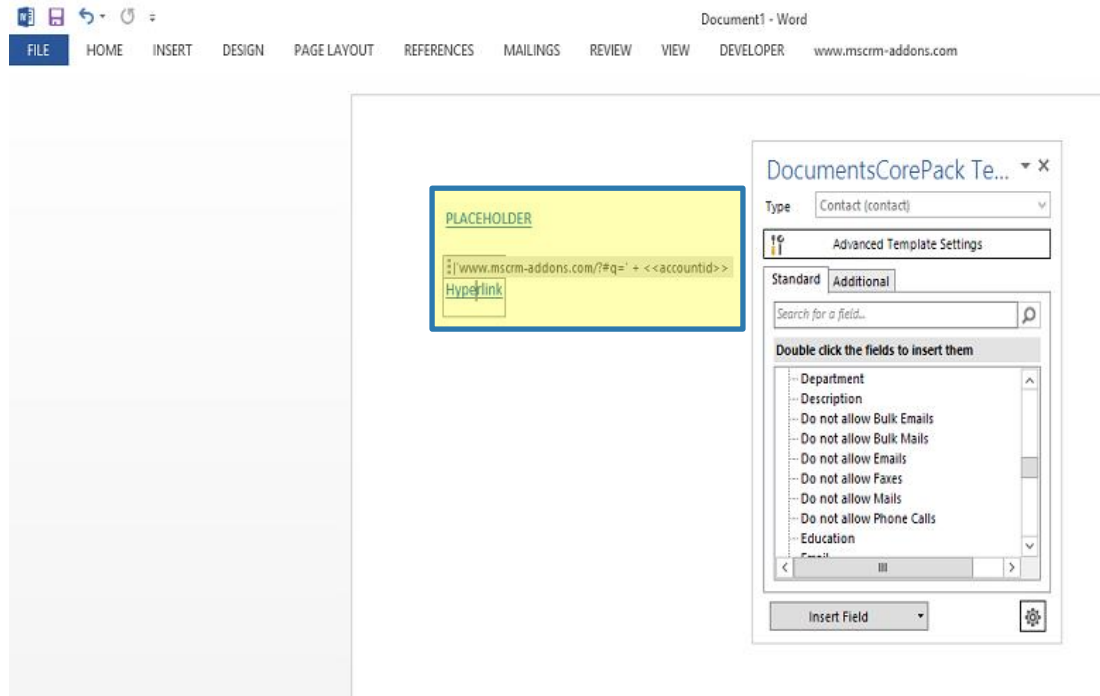 Document1 - Word
FILE HOME INSERT DESIGN PAGE LAYOUT REFERENCES MAILINGS REVIEW VIEW DEVELOPER www.mscrm-addons.com
DocumentsCorePack Te...
Type Contact (contact)
Advanced Template Settings
Standard Additional
Search for a field...
Double click the fields to insert them
Department
Description
Do not allow Bulk Emails
Do not allow Bulk Mails
Do not allow Emails
Do not allow Faxes
Do not allow Mails
Do not allow Phone Calls
Education
Email
Insert Field
PLACEHOLDER
['www.mscrm-addons.com/?#q=' + <<accountid>>
Hyperlink